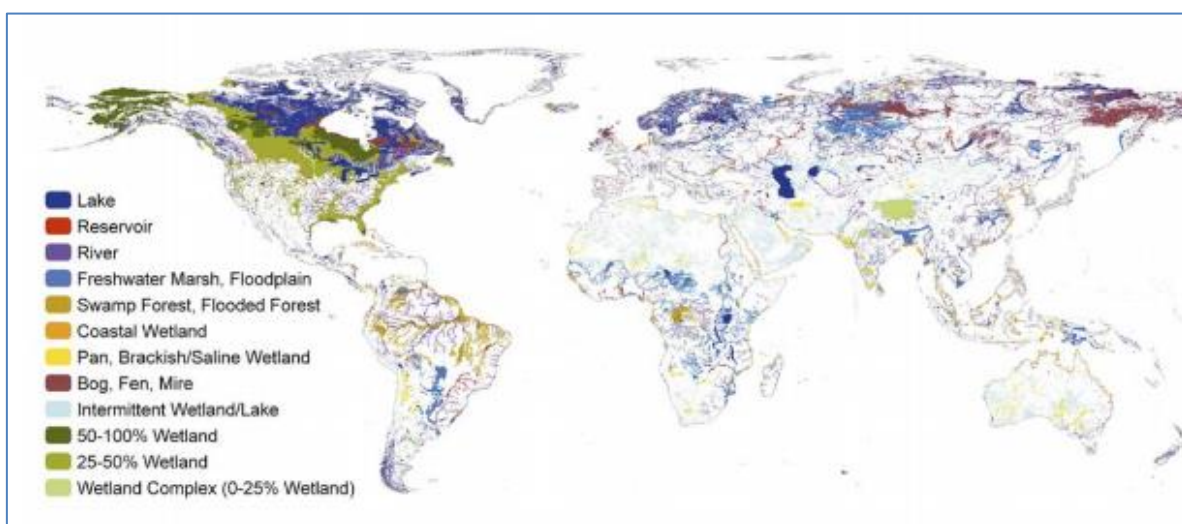 Lake
Reservoir
River
Freshwater Marsh, Floodplain
Swamp Forest, Flooded Forest
Coastal Wetland
Pan, Brackish/Saline Wetland
Bog, Fen, Mire
Intermittent Wetland/Lake
50-100% Wetland
25-50% Wetland
Wetland Complex (0-25% Wetland)